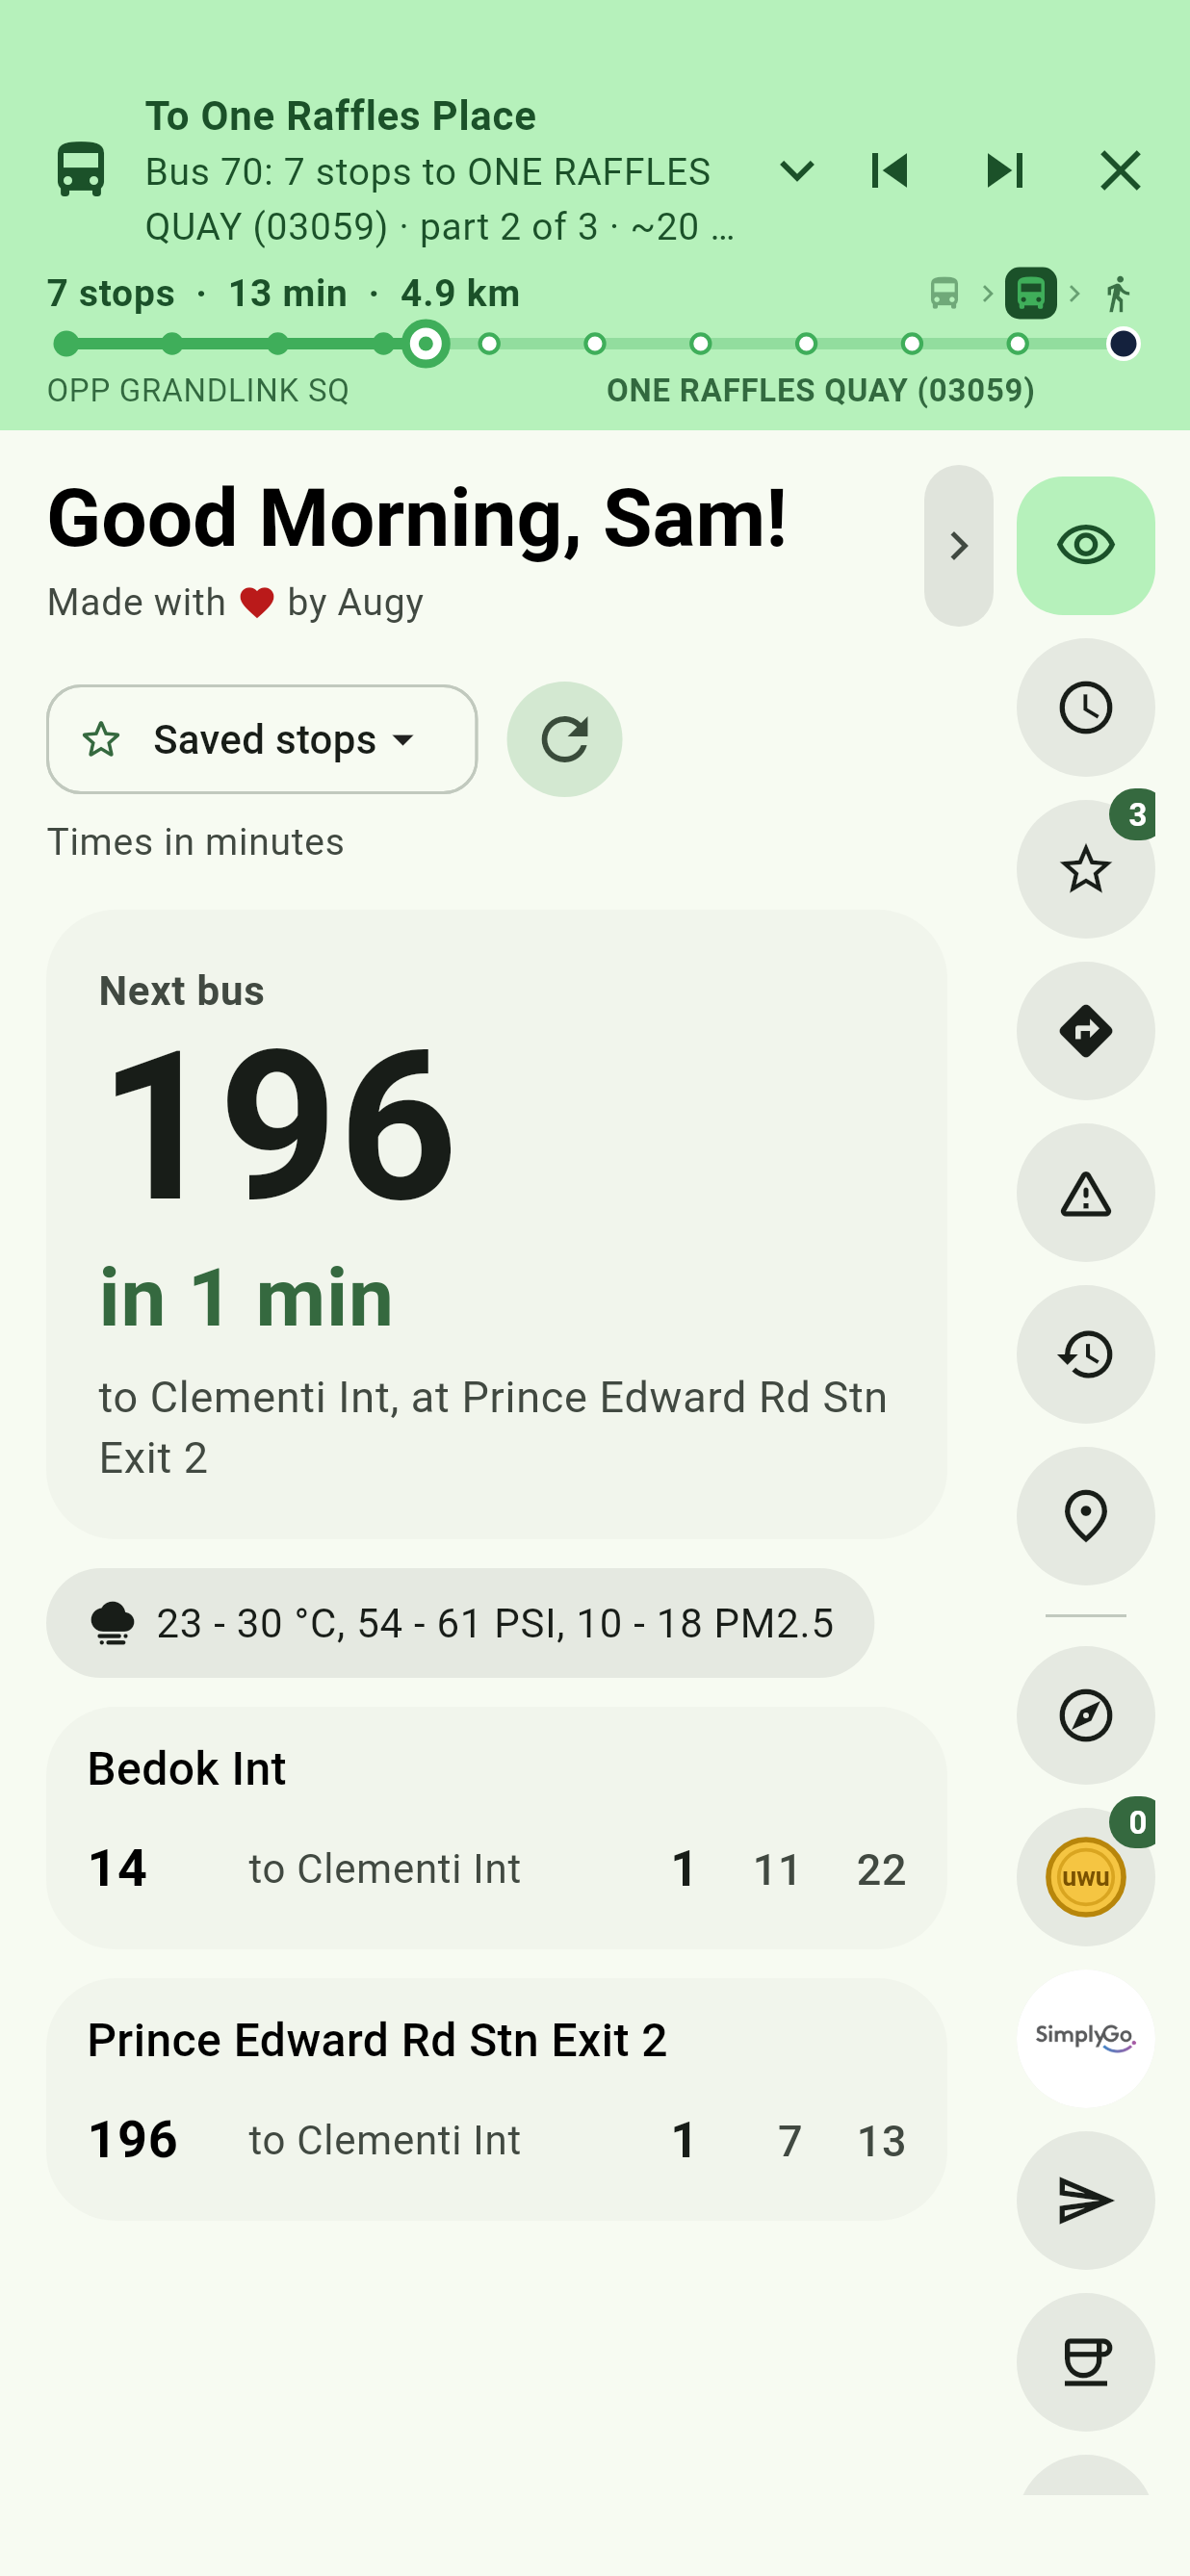 To One Raffles Place
Bus 70: 7 stops to ONE RAFFLES
QUAY (03059) · part 2 of 3 · ~20 …
7 stops · 13 min · 4.9 km
OPP GRANDLINK SQ
ONE RAFFLES QUAY (03059)
Good Morning, Sam!
Made with ❤ by Augy
Saved stops
3
Times in minutes
Next bus
196
in 1 min
to Clementi Int, at Prince Edward Rd Stn
Exit 2
23 - 30 °C, 54 - 61 PSI, 10 - 18 PM2.5
Bedok Int
14 to Clementi Int 1 11 22
0
uwu
Prince Edward Rd Stn Exit 2
SimplyGo
196 to Clementi Int 1 7 13